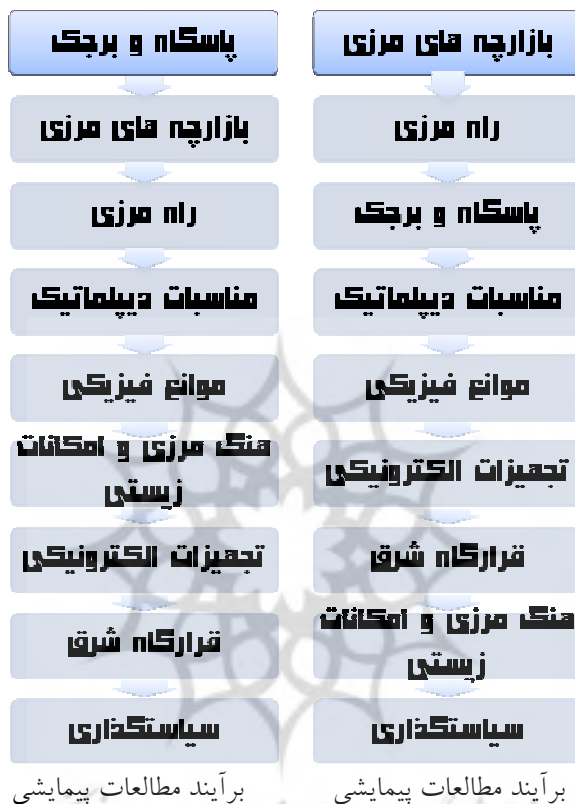 بازارچه های مرزی
راه مرزی
پاسگاه و برجک
مناسبات دیپلماتیک
موانع فیزیکی
تجهیزات الکترونیکی
قرارگاه شرق
هنگ مرزی و امکانات
زیستی
سیاستگذاری
برآیند مطالعات پیمایشی
پاسگاه و برجک
بازارچه های مرزی
راه مرزی
مناسبات دیپلماتیک
موانع فیزیکی
هنگ مرزی و امکانات
زیستی
تجهیزات الکترونیکی
قرارگاه شرق
سیاستگذاری
برآیند مطالعات پیمایشی